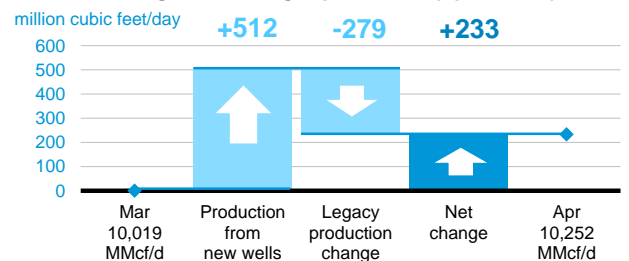 million cubic feet/day
+512 -279 +233
600
500
400
300
200
100
0
Mar
10,019
MMcf/d
Production
from
new wells
Legacy
production
change
Net
change
Apr
10,252
MMcf/d